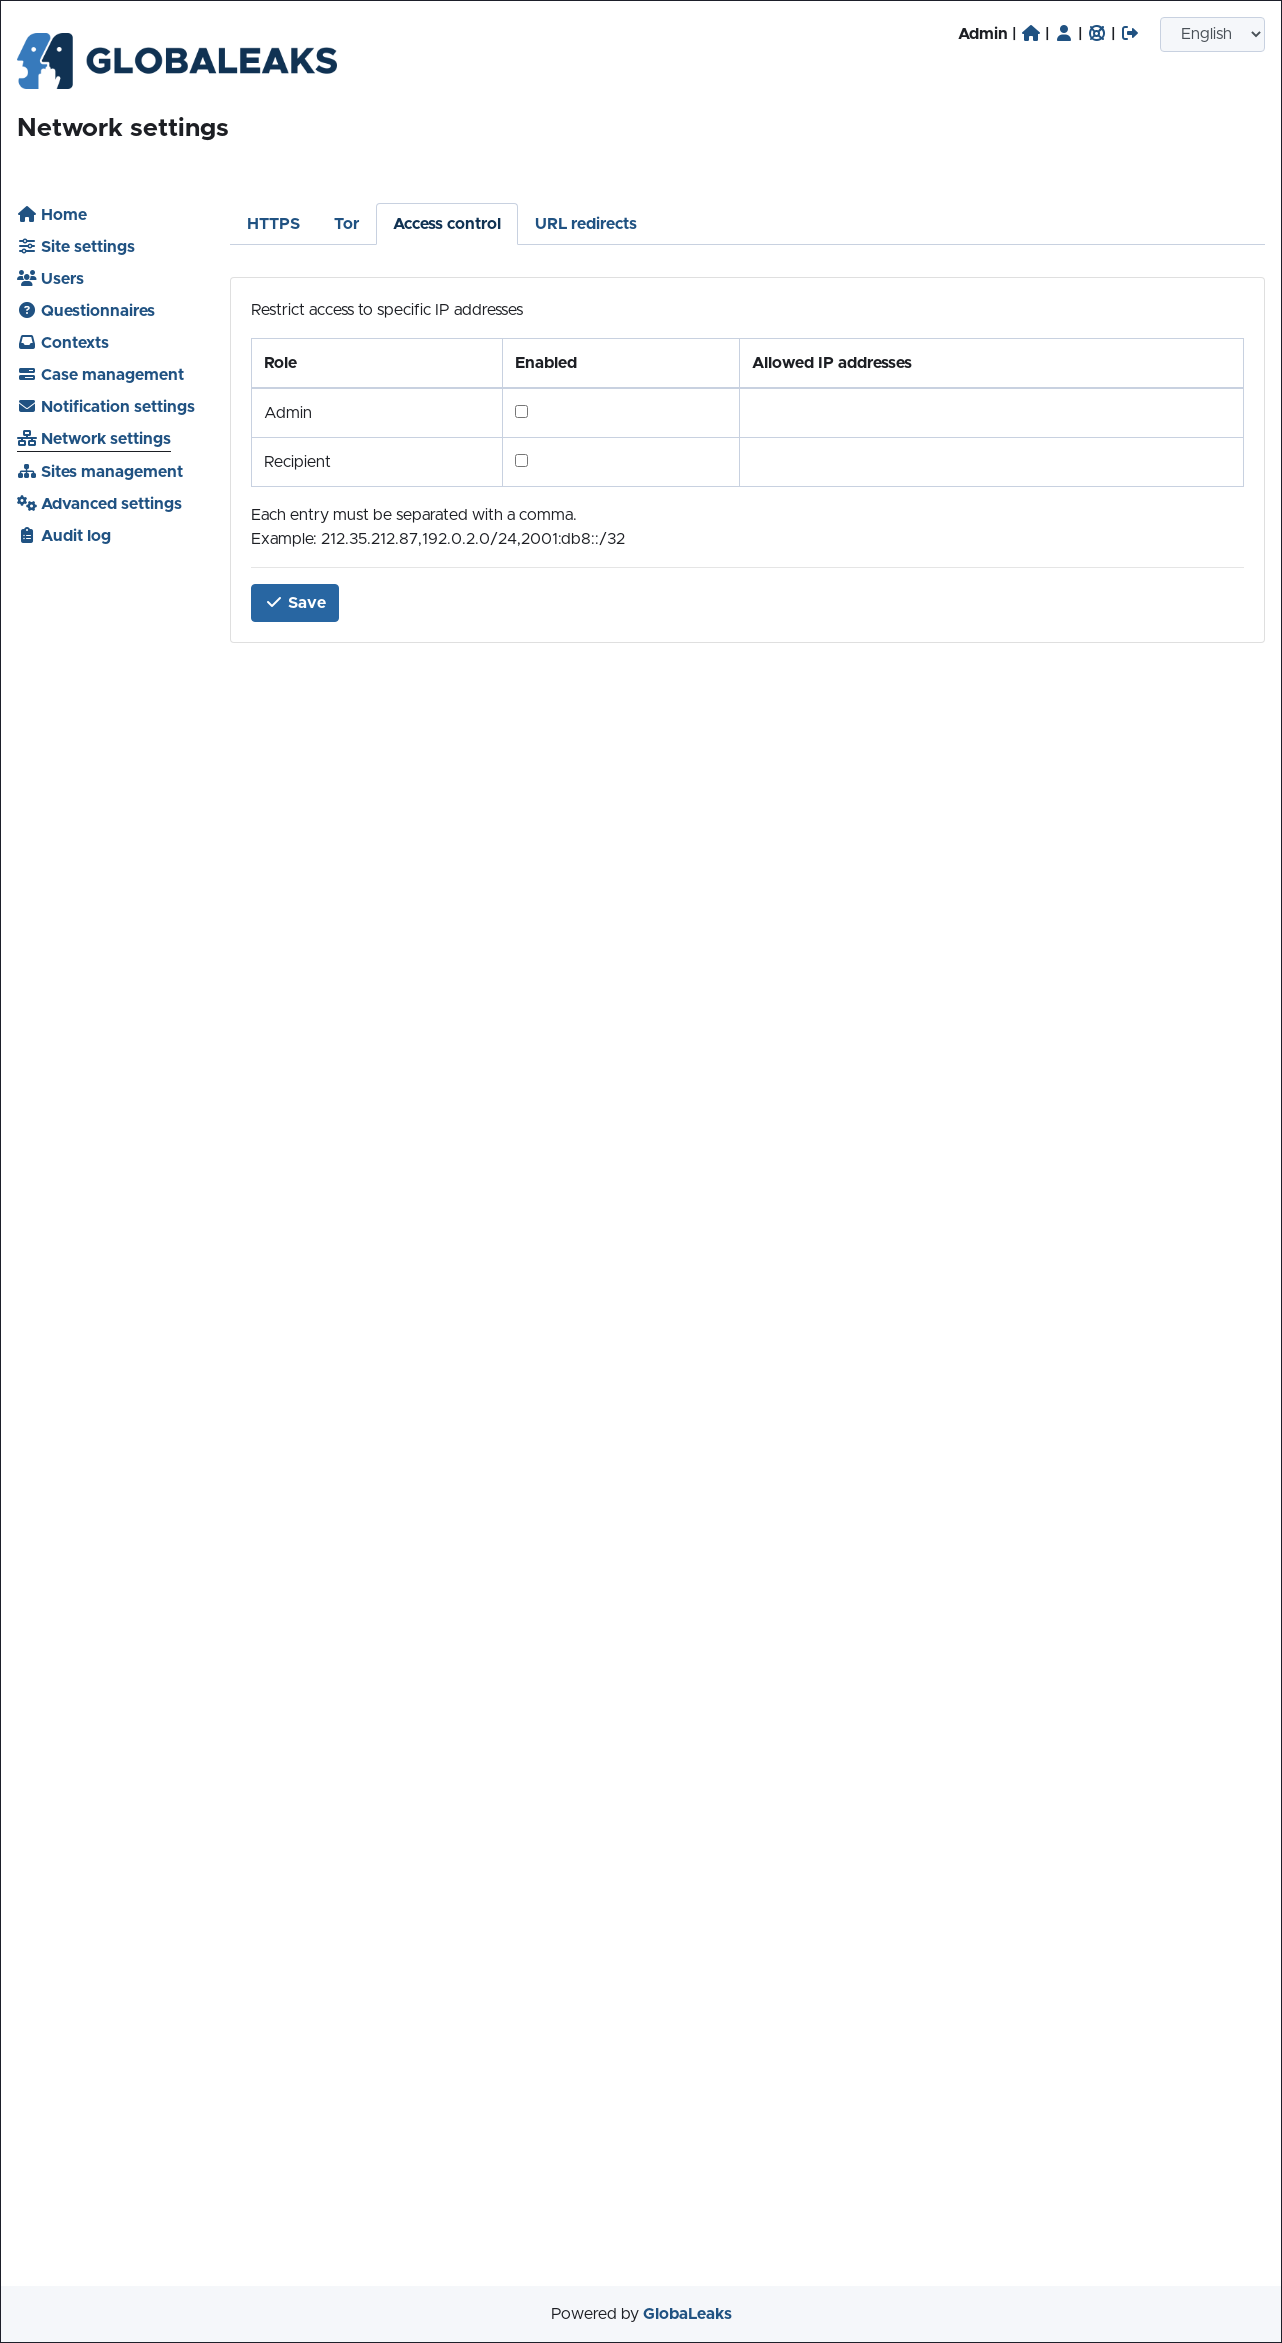 Admin | | | |
English
GLOBALEAKS
Network settings
Home
Site settings
Users
Questionnaires
Contexts
Case management
Notification settings
Network settings
Sites management
Advanced settings
Audit log
HTTPS Tor Access control URL redirects
Restrict access to specific IP addresses
Role Enabled Allowed IP addresses
Admin
Recipient
Each entry must be separated with a comma.
Example: 212.35.212.87,192.0.2.0/24,2001:db8::/32
Save
Powered by GlobaLeaks